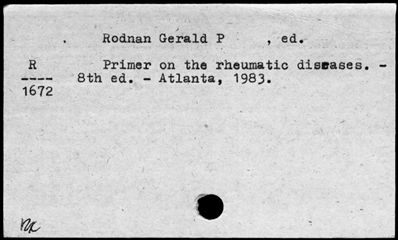 Rodnan Gerald P , ed.
R Primer on the rheumatic diseases. -
---- 8th ed. - Atlanta, 1983.
1672